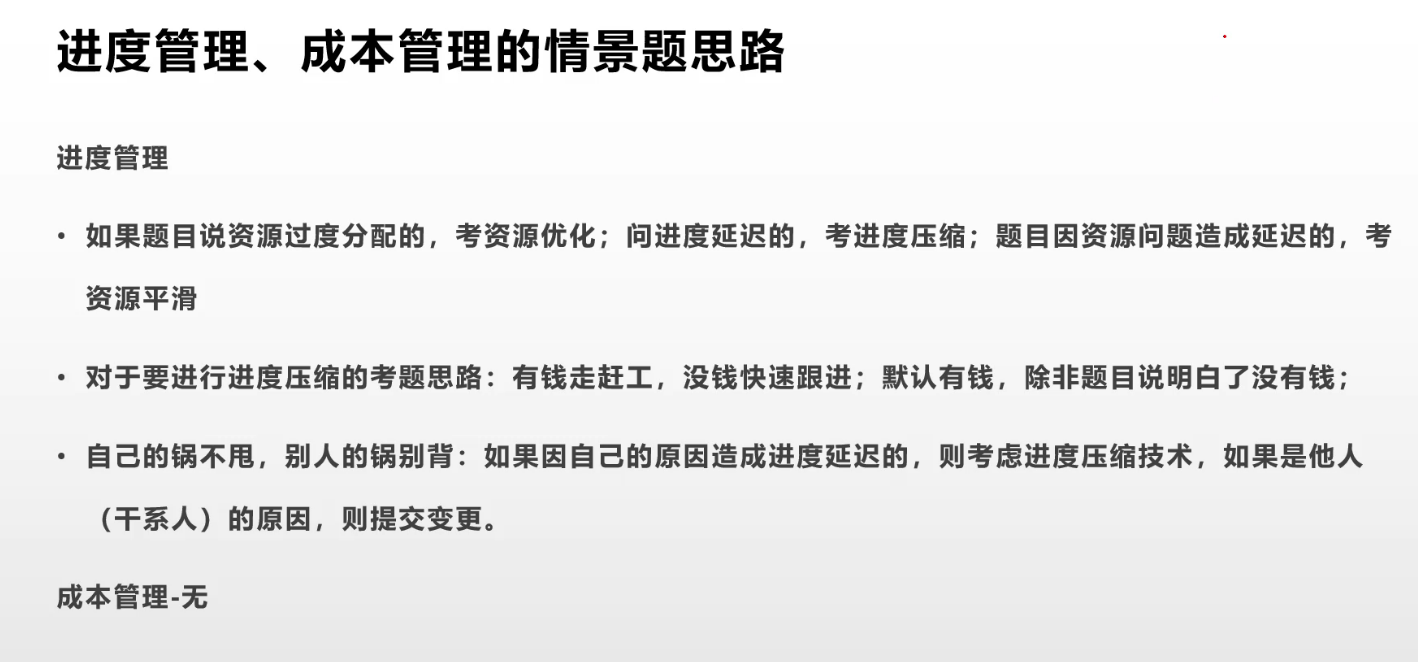 进度管理、成本管理的情景题思路
进度管理
• 如果题目说资源过度分配的，考资源优化；问进度延迟的，考进度压缩；题目因资源问题造成延迟的，考
资源平滑
• 对于要进行进度压缩的考题思路：有钱走赶工，没钱快速跟进；默认有钱，除非题目说明白了没有钱；
• 自己的锅不甩，别人的锅别背：如果因自己的原因造成进度延迟的，则考虑进度压缩技术，如果是他人
（干系人）的原因，则提交变更。
成本管理-无